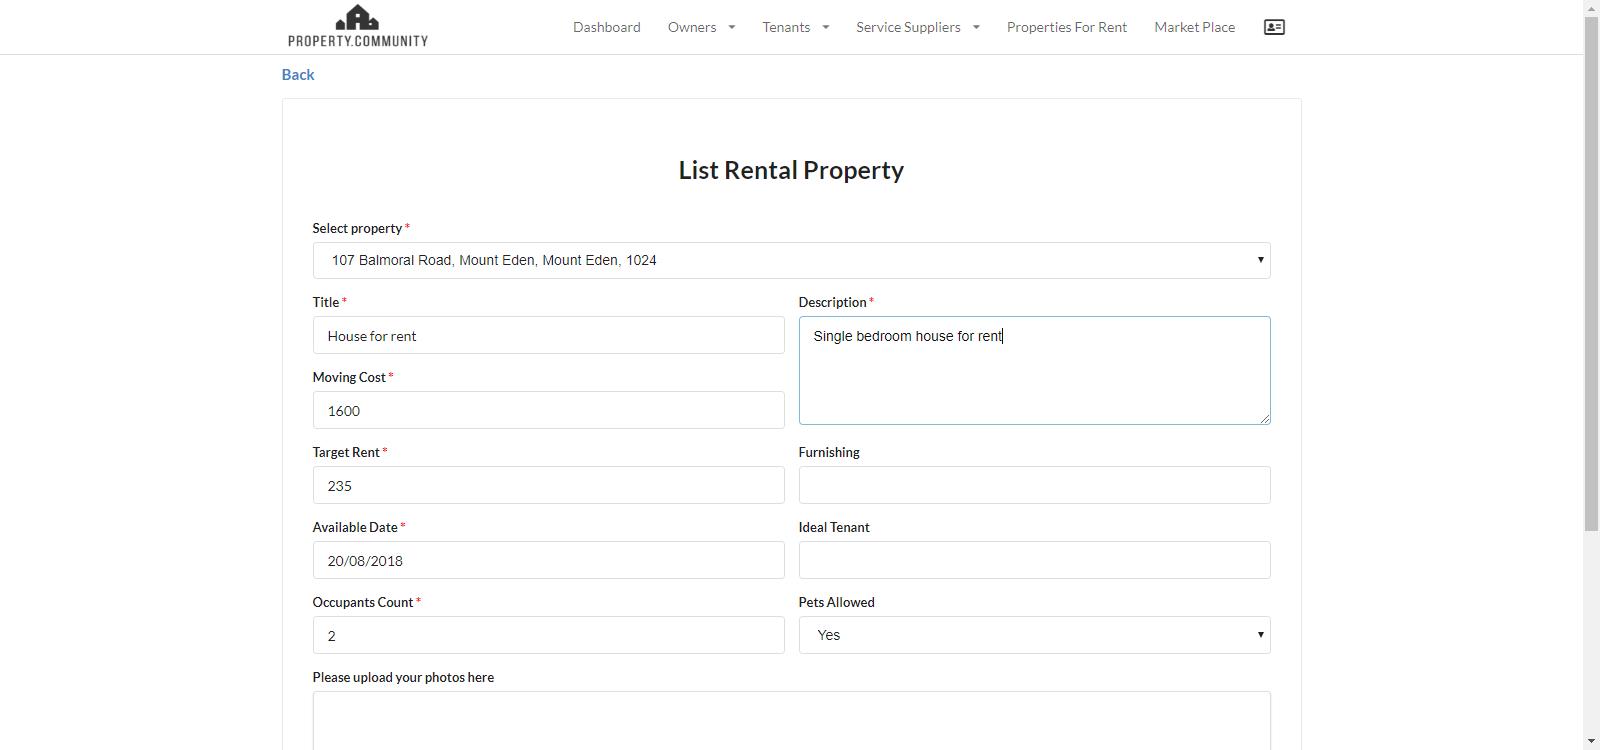 PROPERTY.COMMUNITY
Dashboard Owners Tenants Service Suppliers Properties For Rent Market Place
Back
List Rental Property
Select property *
107 Balmoral Road, Mount Eden, Mount Eden, 1024
Title * Description *
House for rent Single bedroom house for rent
Moving Cost *
1600
Target Rent * Furnishing
235
Available Date * Ideal Tenant
20/08/2018
Occupants Count * Pets Allowed
2 Yes
Please upload your photos here